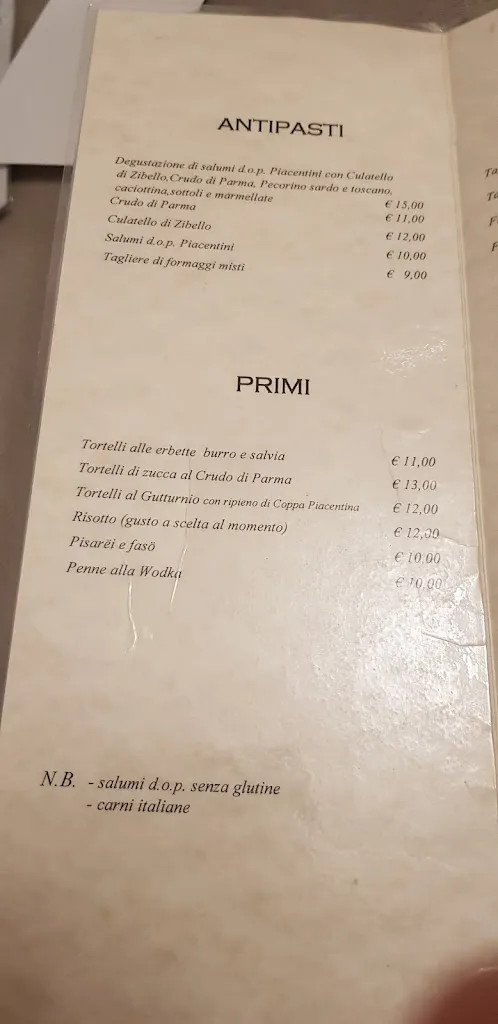 ANTIPASTI
Degustazione di salumi d.o.p. Piacentini con Culatello
di Zibello,Crudo di Parma, Pecorino sardo e toscano,
caciottina,sottoli e marmellate € 15,00
Crudo di Parma € 11,00
Culatello di Zibello € 12,00
Salumi d.o.p. Piacentini € 10,00
Tagliere di formaggi misti € 9,00
PRIMI
Tortelli alle erbette burro e salvia € 11,00
Tortelli di zucca al Crudo di Parma € 13,00
Tortelli al Gutturnio con ripieno di Coppa Piacentina € 12,00
Risotto (gusto a scelta al momento) € 12,00
Pisarëi e fasö € 10,00
Penne alla Wodka € 10,00
N.B. - salumi d.o.p. senza glutine
- carni italiane